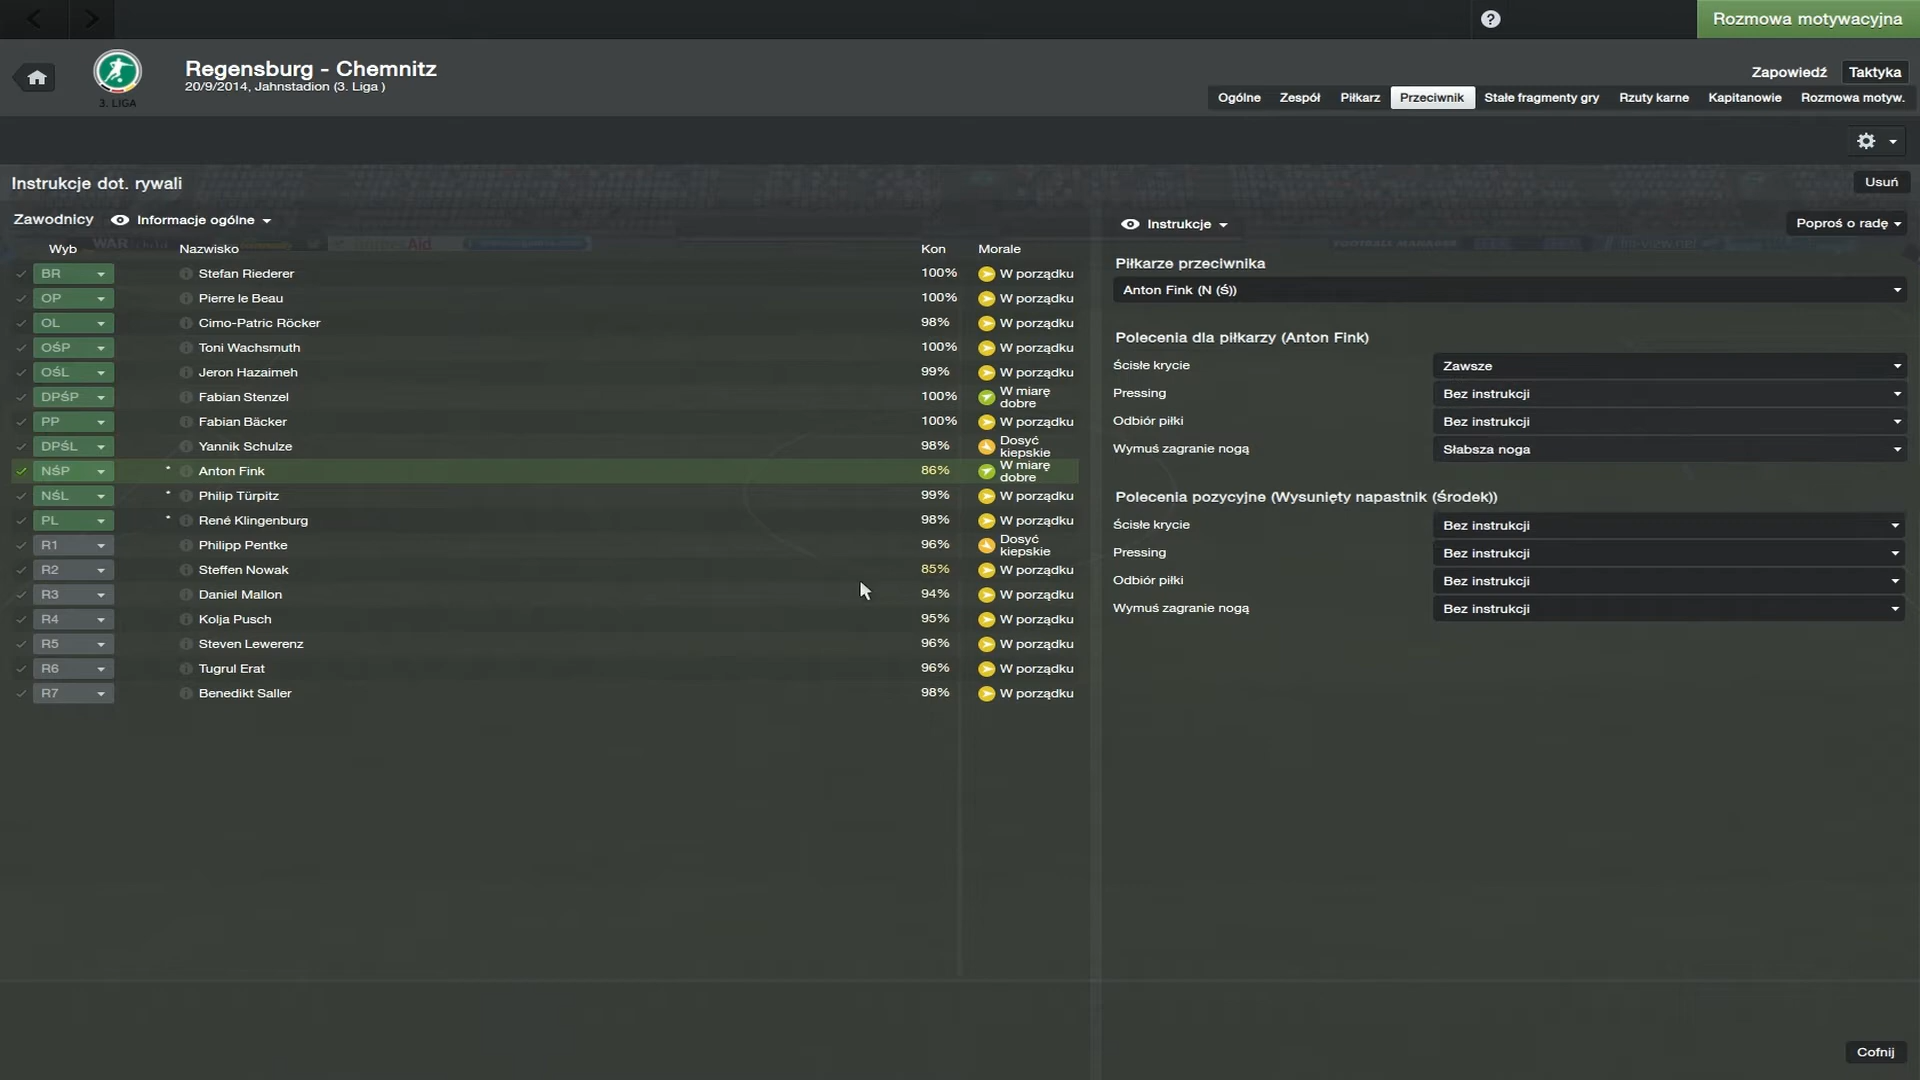 Rozmowa motywacyjna
Regensburg - Chemnitz
20/9/2014, Jahnstadion (3. Liga )
3. LIGA
Zapowiedź Taktyka
Ogólne Zespół Piłkarz Przeciwnik Stałe fragmenty gry Rzuty karne Kapitanowie Rozmowa motyw.
Instrukcje dot. rywali
Usuń
Zawodnicy Informacje ogólne
Wyb Nazwisko Kon Morale
BR Stefan Riederer 100% W porządku
OP Pierre le Beau 100% W porządku
OL Cimo-Patric Röcker 98% W porządku
OŚP Toni Wachsmuth 100% W porządku
OŚL Jeron Hazaimeh 99% W porządku
DPŚP Fabian Stenzel 100% W miarę dobre
PP Fabian Bäcker 100% W porządku
DPŚL Yannik Schulze 98% Dosyć kiepskie
NŚP * Anton Fink 86% W miarę dobre
NŚL * Philip Türpitz 99% W porządku
PL * René Klingenburg 98% W porządku
R1 Philipp Pentke 96% Dosyć kiepskie
R2 Steffen Nowak 85% W porządku
R3 Daniel Mallon 94% W porządku
R4 Kolja Pusch 95% W porządku
R5 Steven Lewerenz 96% W porządku
R6 Tugrul Erat 96% W porządku
R7 Benedikt Saller 98% W porządku
Instrukcje
Poproś o radę
Piłkarze przeciwnika
Anton Fink (N (Ś))
Polecenia dla piłkarzy (Anton Fink)
Ścisłe krycie Zawsze
Pressing Bez instrukcji
Odbiór piłki Bez instrukcji
Wymuś zagranie nogą Słabsza noga
Polecenia pozycyjne (Wysunięty napastnik (Środek))
Ścisłe krycie Bez instrukcji
Pressing Bez instrukcji
Odbiór piłki Bez instrukcji
Wymuś zagranie nogą Bez instrukcji
Cofnij